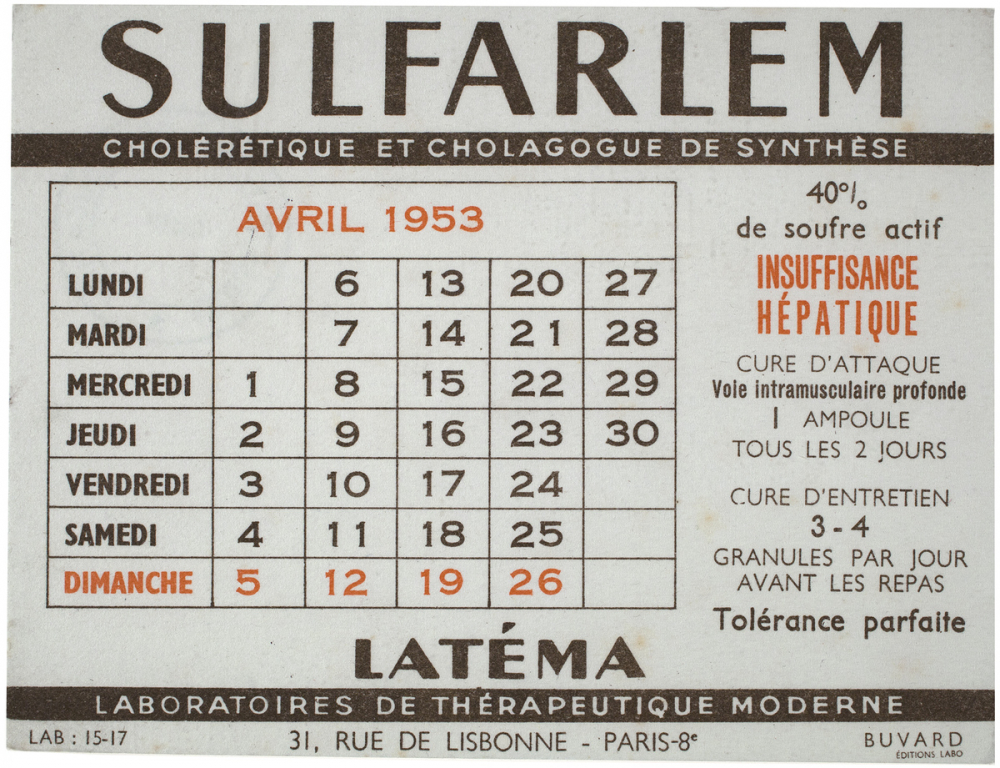 SULFARLEM
CHOLÉRÉTIQUE ET CHOLAGOGUE DE SYNTHÈSE
AVRIL 1953
LUNDI 6 13 20 27
MARDI 7 14 21 28
MERCREDI 1 8 15 22 29
JEUDI 2 9 16 23 30
VENDREDI 3 10 17 24
SAMEDI 4 11 18 25
DIMANCHE 5 12 19 26
40%
de soufre actif
INSUFFISANCE
HÉPATIQUE
CURE D'ATTAQUE
Voie intramusculaire profonde
1 AMPOULE
TOUS LES 2 JOURS
CURE D'ENTRETIEN
3-4
GRANULES PAR JOUR
AVANT LES REPAS
Tolérance parfaite
LATÉMA
LABORATOIRES DE THÉRAPEUTIQUE MODERNE
LAB : 15-17
31, RUE DE LISBONNE - PARIS-8e
BUVARD
ÉDITIONS LABO